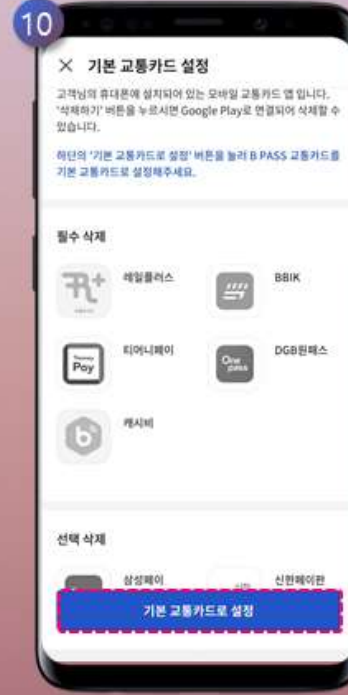 10
기본 교통카드 설정
고객님의 휴대폰에 설치되어 있는 모바일 교통카드 앱 입니다.
'삭제하기' 버튼을 누르시면 Google Play로 연결되어 삭제할 수
있습니다.
하단의 '기본 교통카드로 설정' 버튼을 눌러 B PASS 교통카드를
기본 교통카드로 설정해주세요.
필수 삭제
레일플러스
BBIK
티머니페이
Pay
DGB원패스
One pass
캐시비
b
선택 삭제
삼성페이
신한페이판
기본 교통카드로 설정